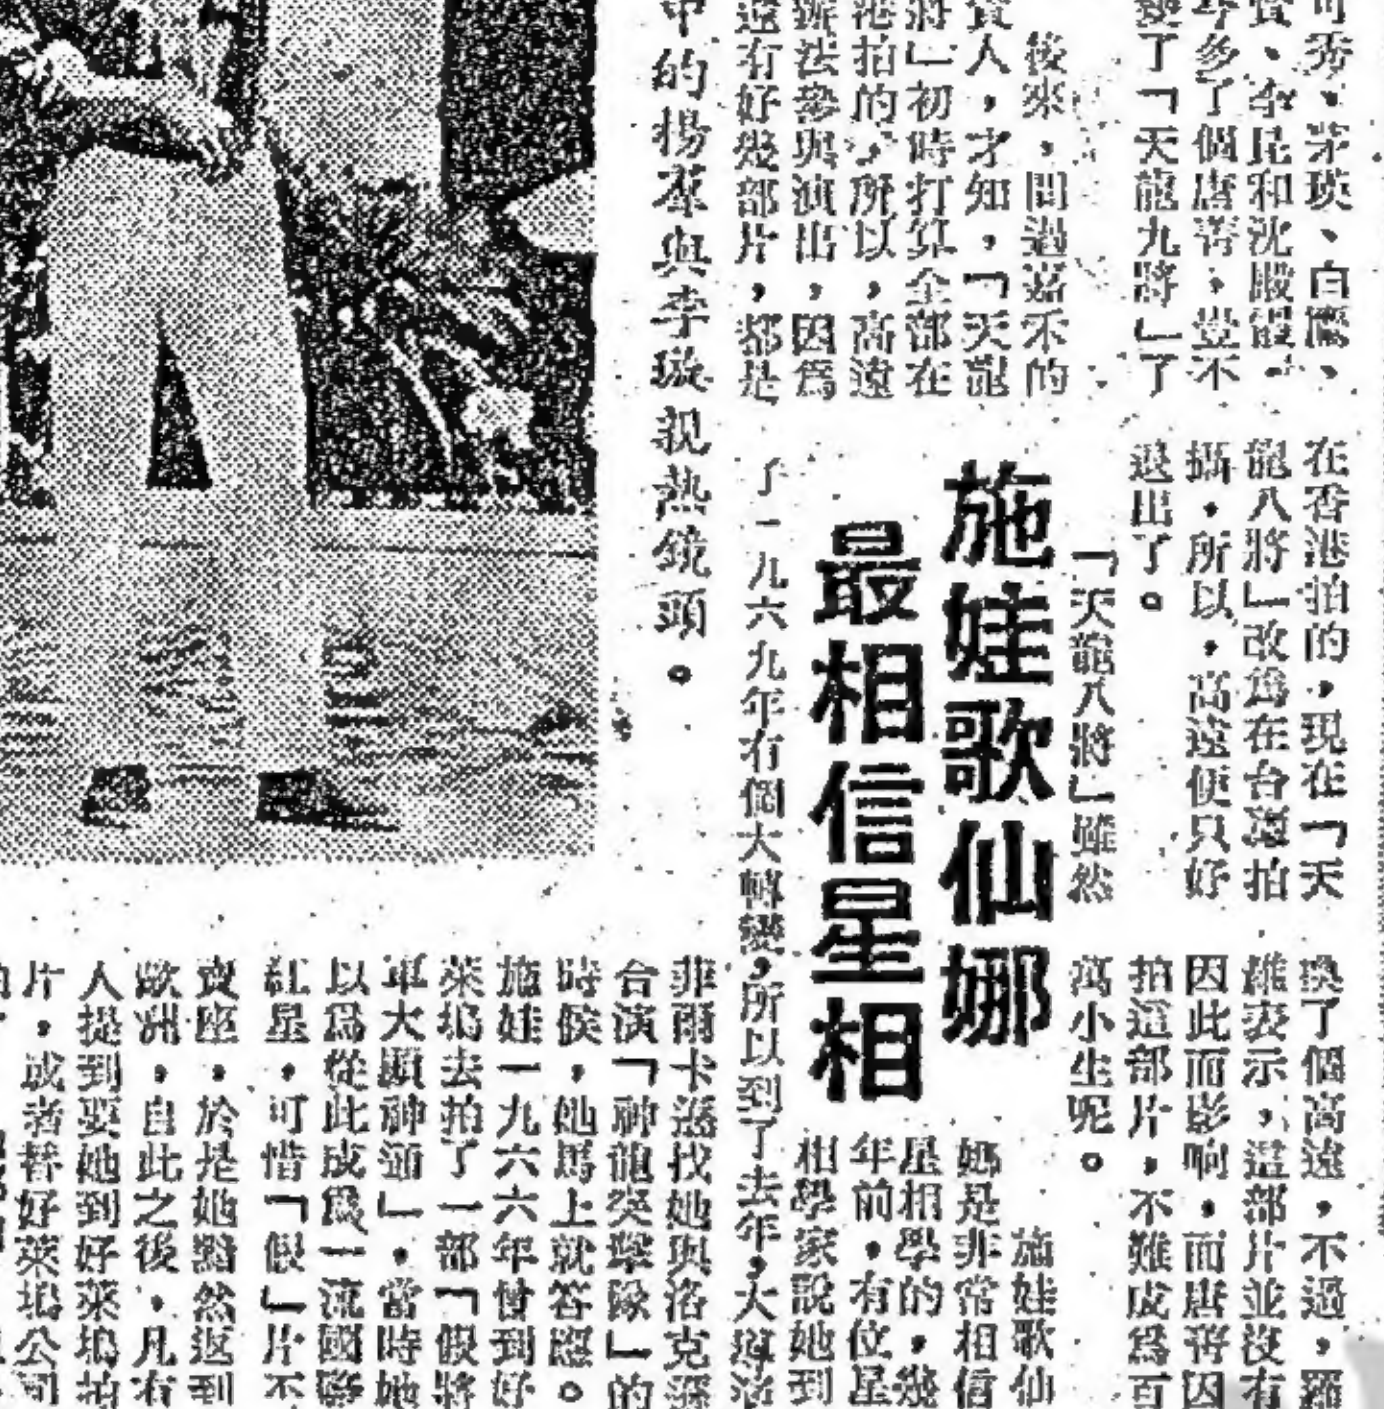 可秀、茅瑛、白鷹、
賓、李昆和沈殿霞,
今多了個唐菁,豈不
變了「天龍九將」了
後來,問過嘉禾的
負責人,才知,「天龍
將」初時打算全部在
港拍的,所以,高遠
辦法參與演出,因為
還有好幾部片,都是
中的楊羣與李璇親熱鏡頭。
在香港拍的,現在「天
龍八將」改為在台灣拍
攝,所以,高遠便只好
退出了。
「天龍八將」雖然
換了個高遠,不過,羅
維表示,這部片並沒有
因此而影响,而唐菁因
拍這部片,不難成為百
萬小生呢。
施娃歌仙娜
最相信星相
施娃歌仙
娜是非常相信
星相學的,幾
年前,有位星
相學家說她到
了一九六九年有個大轉變,所以到了去年,大導演
菲爾卡遜找她與洛克遜
合演「神龍突擊隊」的
時候,她馬上就答應。
施娃一九六六年曾到好
萊塢去拍了一部「假將
軍大顯神通」,當時她
以為從此成為一流國際
紅星,可惜「假」片不
賣座,於是她黯然返到
歐洲,自此之後,凡有
人提到要她到好萊塢拍
片,或者替好萊塢公司